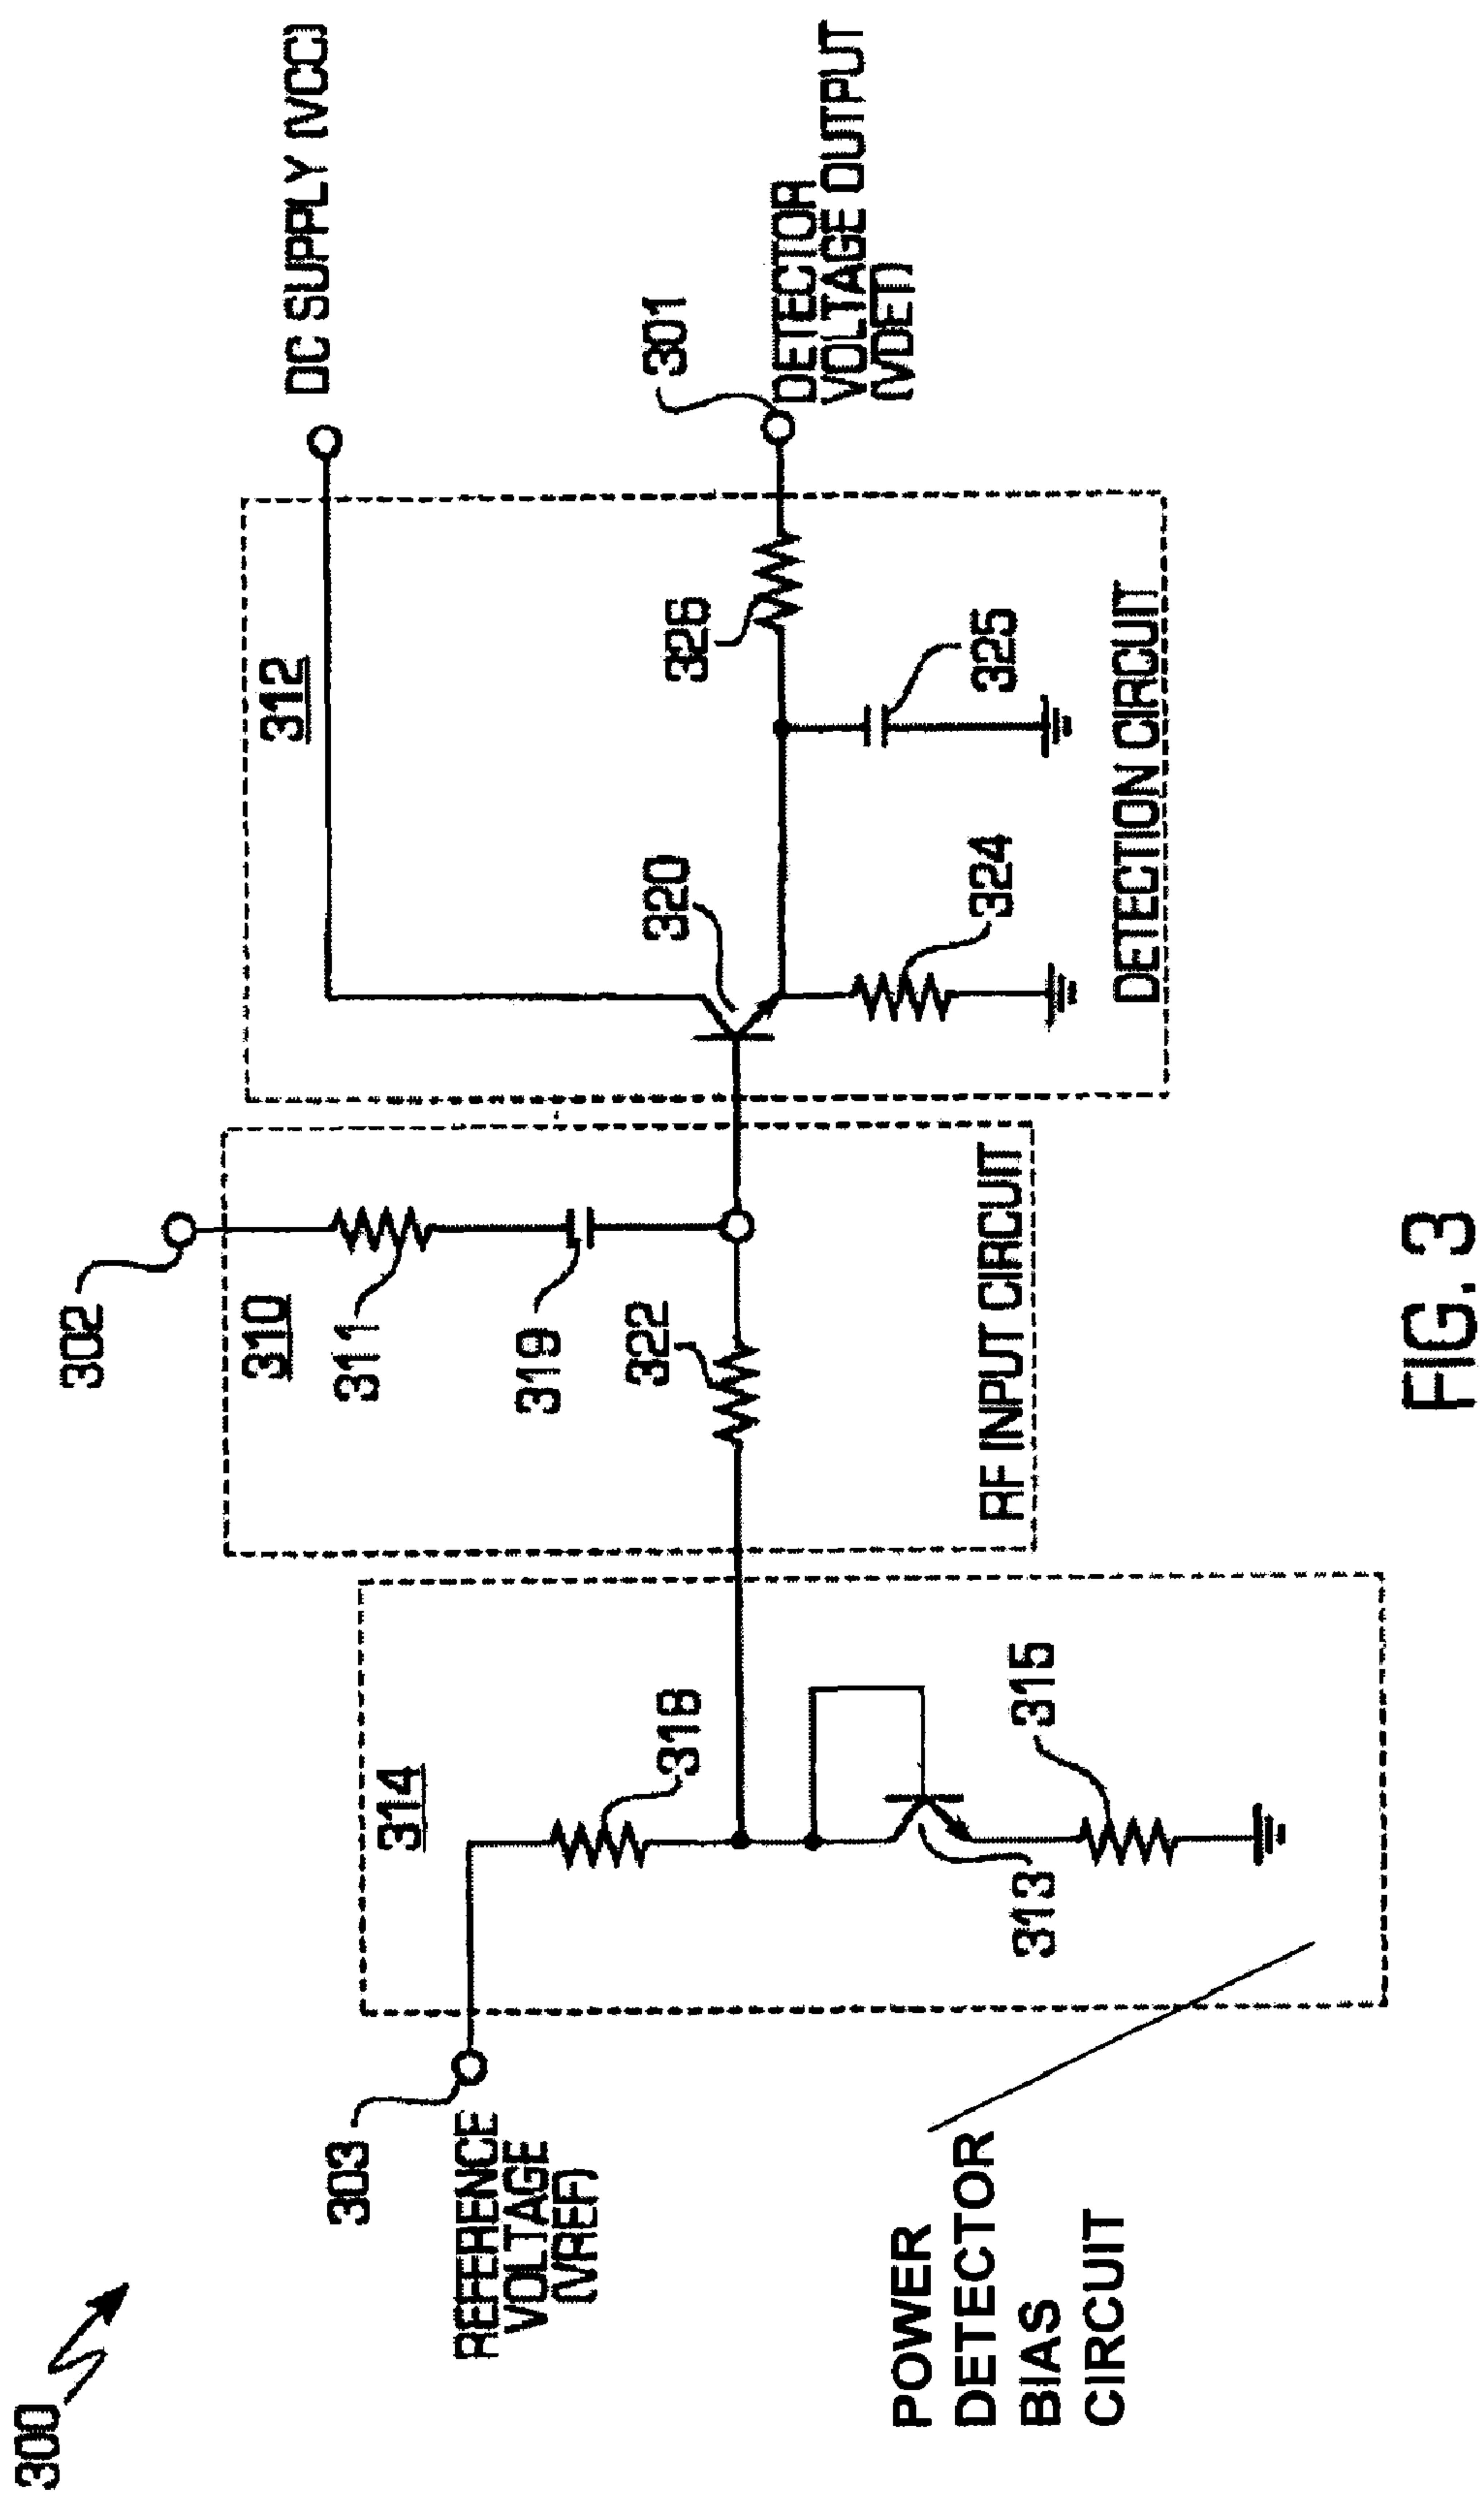 300
302
310
311
319
322
RF INPUT CIRCUIT
312
DC SUPPLY (VCC)
320
324
325
326
301
DETECTOR
VOLTAGE OUTPUT
(VDET)
DETECTION CIRCUIT
303
REFERENCE
VOLTAGE
(VREF)
314
318
313
315
POWER
DETECTOR
BIAS
CIRCUIT
FIG. 3